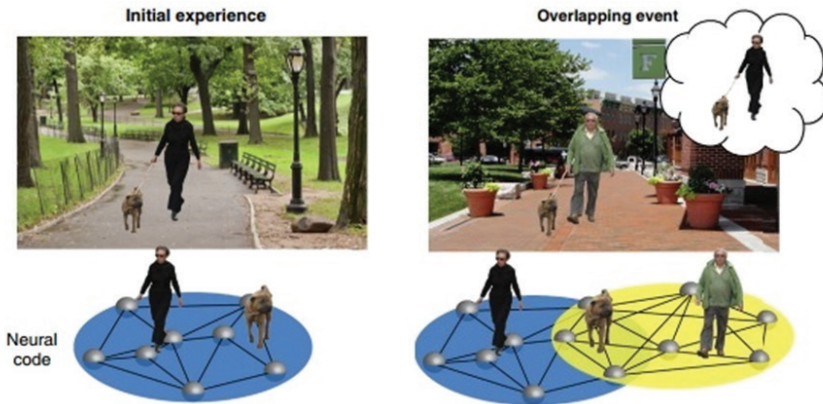 Initial experience
Overlapping event
F
Neural
code